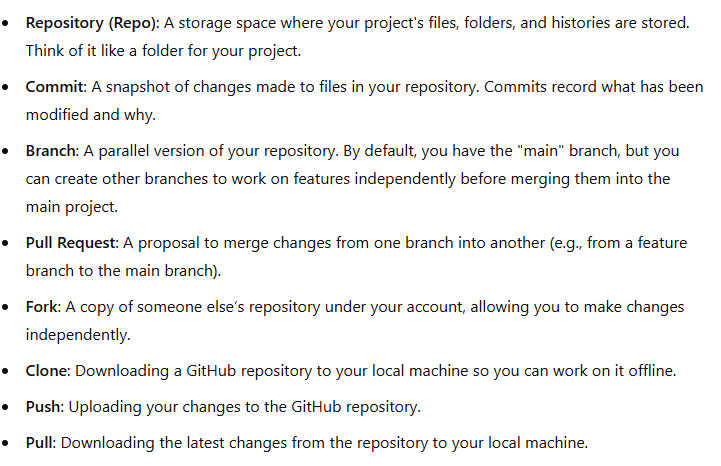 • Repository (Repo): A storage space where your project's files, folders, and histories are stored.
Think of it like a folder for your project.
• Commit: A snapshot of changes made to files in your repository. Commits record what has been
modified and why.
• Branch: A parallel version of your repository. By default, you have the "main" branch, but you
can create other branches to work on features independently before merging them into the
main project.
• Pull Request: A proposal to merge changes from one branch into another (e.g., from a feature
branch to the main branch).
• Fork: A copy of someone else’s repository under your account, allowing you to make changes
independently.
• Clone: Downloading a GitHub repository to your local machine so you can work on it offline.
• Push: Uploading your changes to the GitHub repository.
• Pull: Downloading the latest changes from the repository to your local machine.